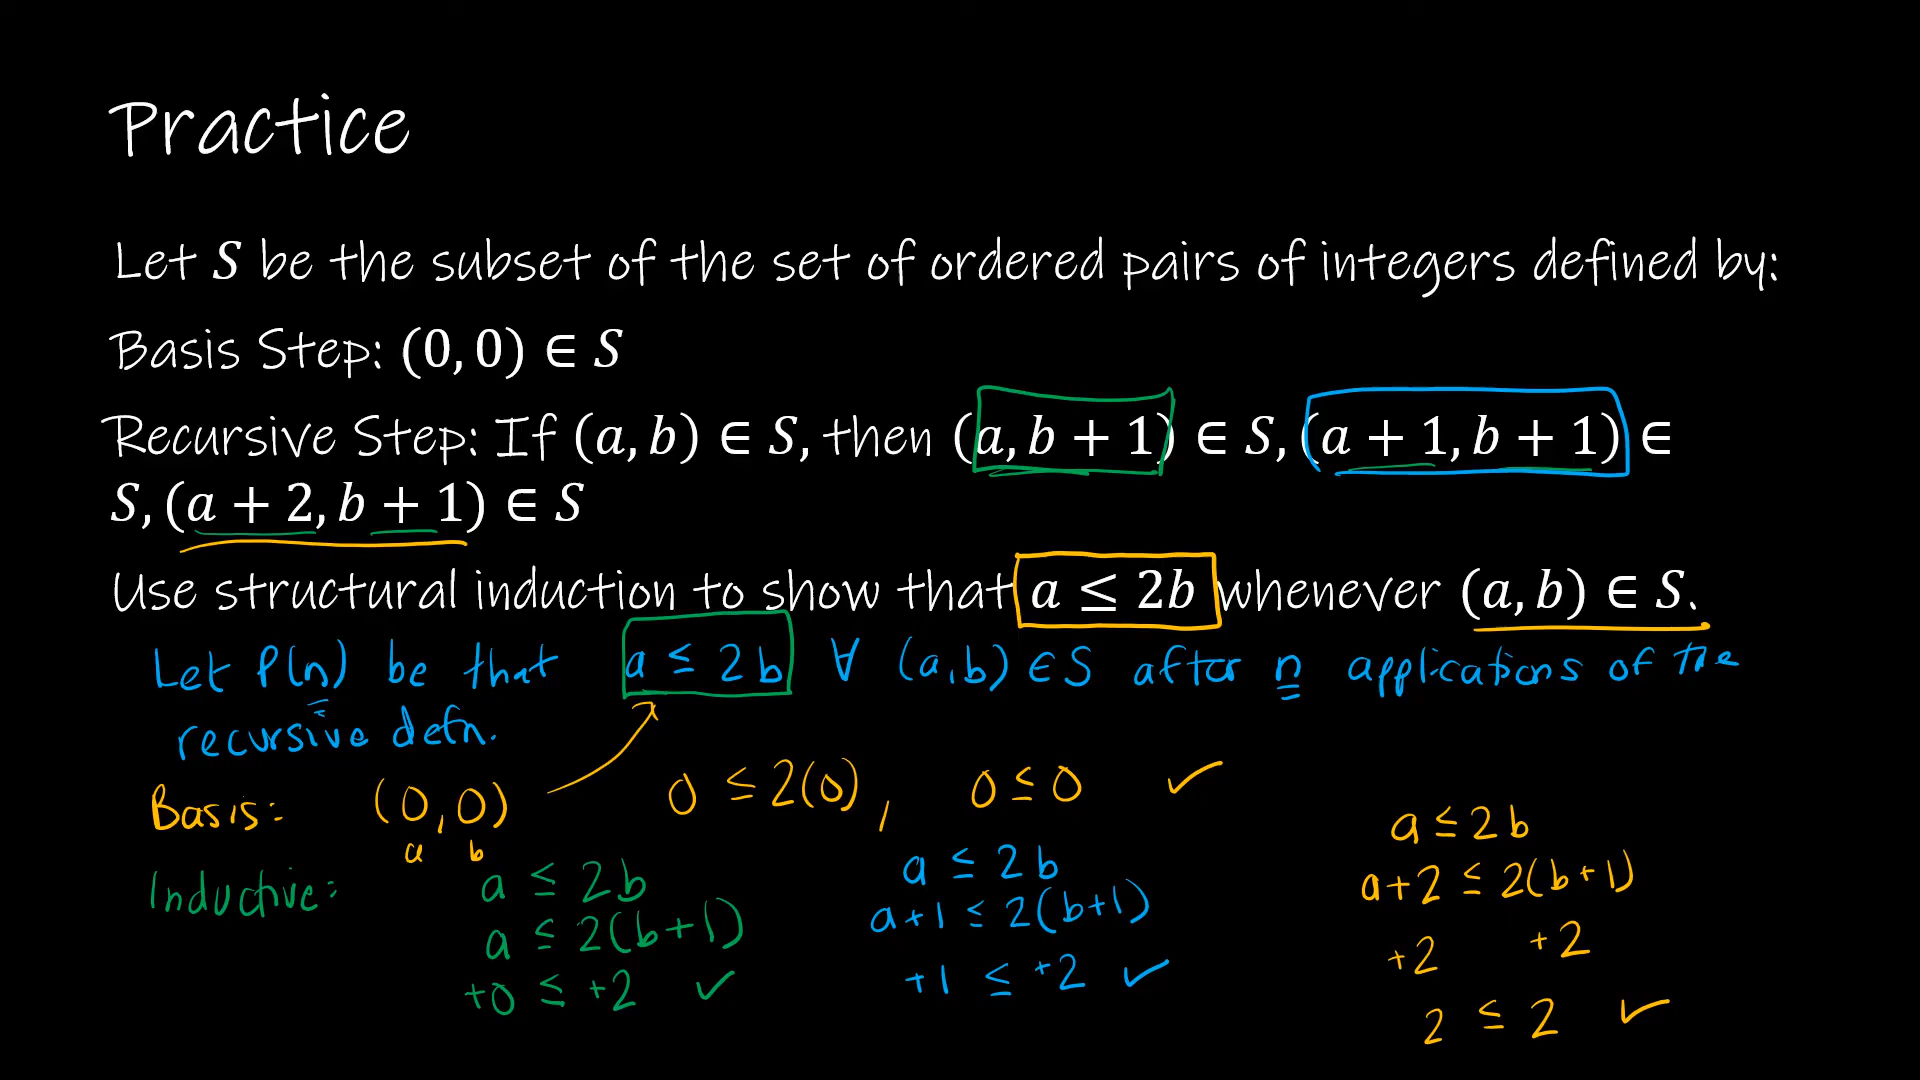 Practice
Let S be the subset of the set of ordered pairs of integers defined by:
Basis Step: (0, 0) ∈ S
Recursive Step: If (a, b) ∈ S, then (a, b + 1) ∈ S, (a + 1, b + 1) ∈
S, (a + 2, b + 1) ∈ S
Use structural induction to show that a ≤ 2b whenever (a, b) ∈ S.
Let P(n) be that a ≤ 2b ∀ (a,b) ∈ S after n applications of the
recursive defn.
Basis: (0, 0) 0 ≤ 2(0), 0 ≤ 0 ✓
a b
Inductive:
a ≤ 2b
a ≤ 2(b+1)
+0 ≤ +2 ✓
a ≤ 2b
a+1 ≤ 2(b+1)
+1 ≤ +2 ✓
a ≤ 2b
a+2 ≤ 2(b+1)
+2 +2
2 ≤ 2 ✓